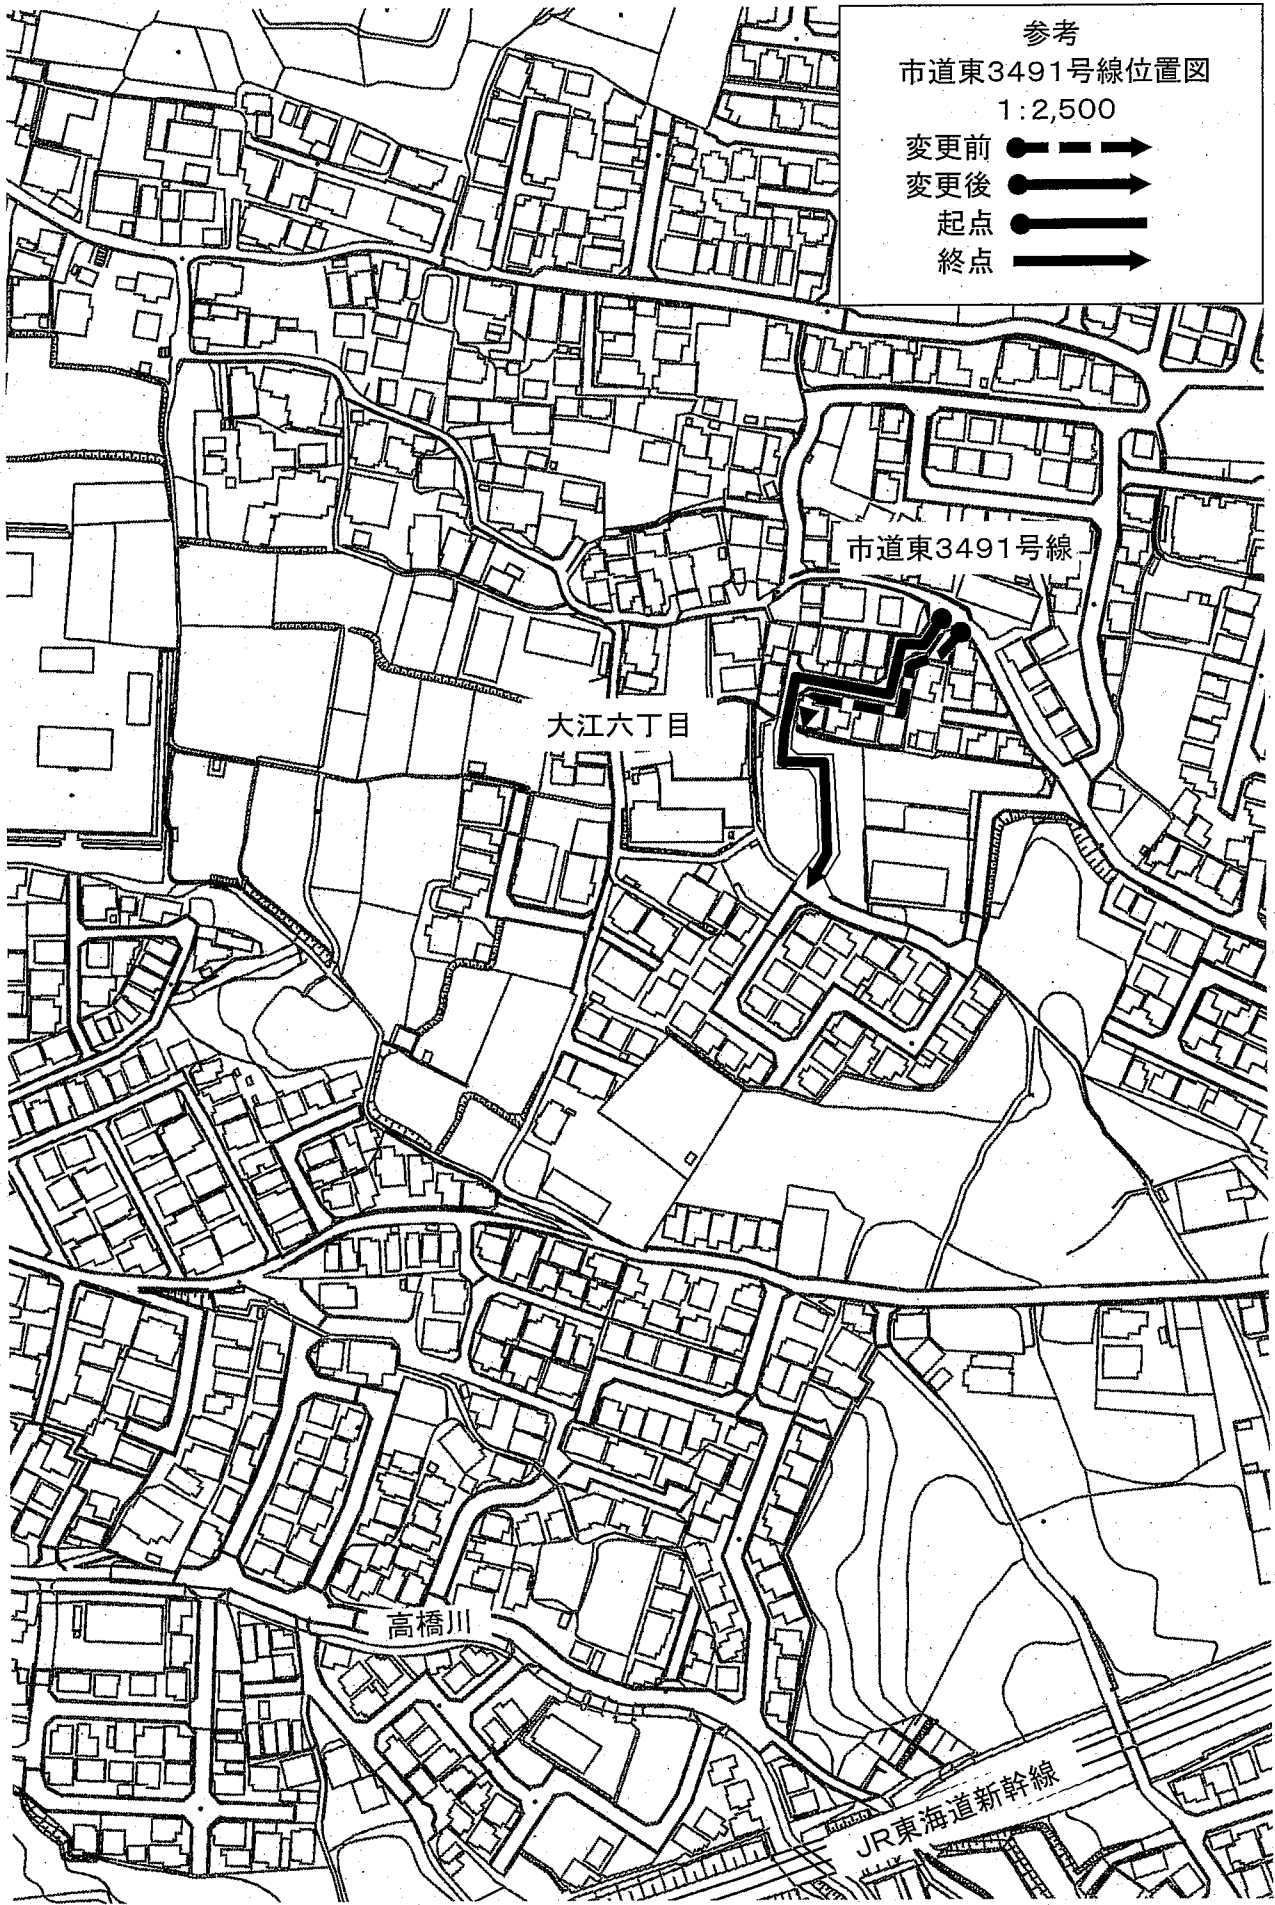 参考
市道東3491号線位置図
1:2,500
変更前
変更後
起点
終点
市道東3491号線
大江六丁目
高橋川
JR東海道新幹線